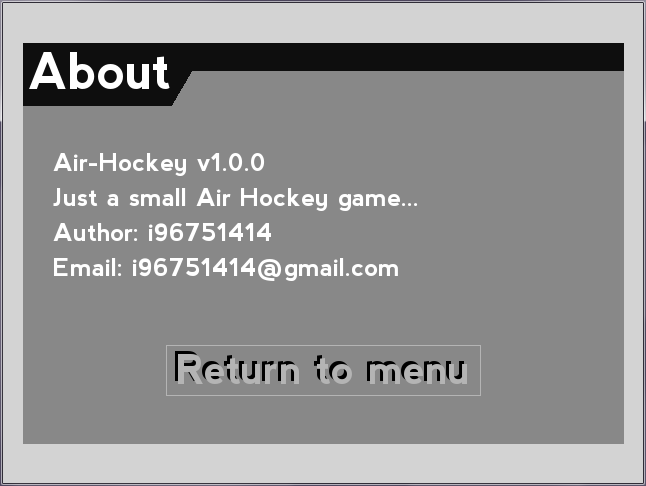 About
Air-Hockey v1.0.0
Just a small Air Hockey game...
Author: i96751414
Email: i96751414@gmail.com
Return to menu